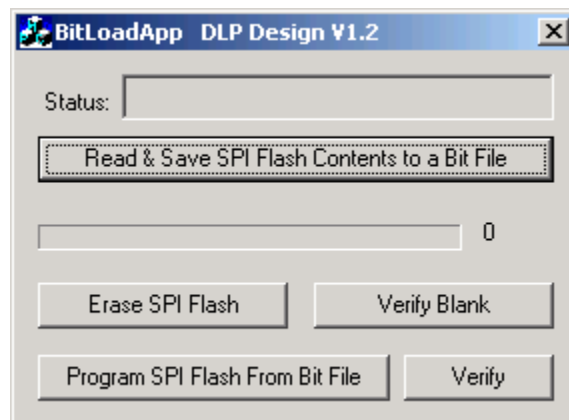 BitLoadApp DLP Design V1.2
Status:
Read & Save SPI Flash Contents to a Bit File
0
Erase SPI Flash Verify Blank
Program SPI Flash From Bit File Verify